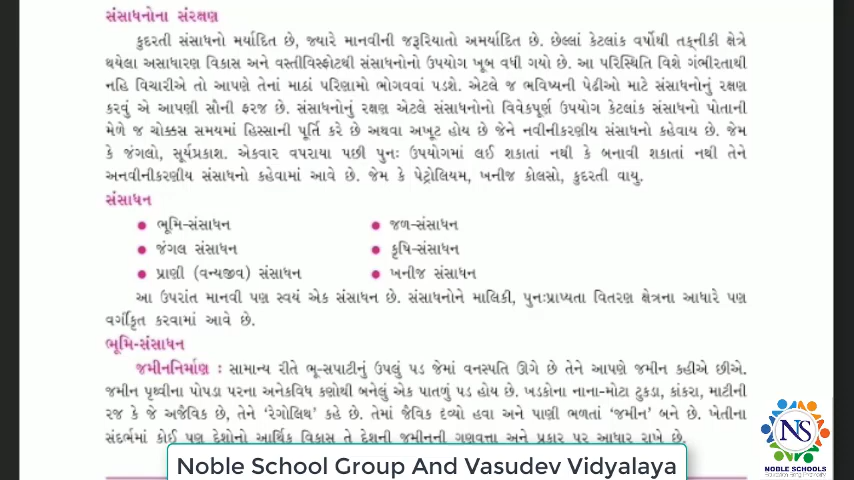 સંસાધનોના સંરક્ષણ
કુદરતી સંસાધનો મર્યાદિત છે, જ્યારે માનવીની જરૂરિયાતો અમર્યાદિત છે. છેલ્લાં કેટલાંક વર્ષોથી તક્નીકી ક્ષેત્રે
થયેલા અસાધારણ વિકાસ અને વસ્તીવિસ્ફોટથી સંસાધનોનો ઉપયોગ ખૂબ વધી ગયો છે. આ પરિસ્થિતિ વિશે ગંભીરતાથી
નહિ વિચારીએ તો આપણે તેનાં માઠાં પરિણામો ભોગવવાં પડશે. એટલે જ ભવિષ્યની પેઢીઓ માટે સંસાધનોનું રક્ષણ
કરવું એ આપણી સૌની ફરજ છે. સંસાધનોનું રક્ષણ એટલે સંસાધનોનો વિવેકપૂર્ણ ઉપયોગ કેટલાંક સંસાધનો પોતાની
મેળે જ ચોક્કસ સમયમાં હિસ્સાની પૂર્તિ કરે છે અથવા અખૂટ હોય છે જેને નવીનીકરણીય સંસાધનો કહેવાય છે. જેમ
કે જંગલો, સૂર્યપ્રકાશ. એકવાર વપરાયા પછી પુનઃ ઉપયોગમાં લઈ શકાતાં નથી કે બનાવી શકાતાં નથી તેને
અનવીનીકરણીય સંસાધનો કહેવામાં આવે છે. જેમ કે પેટ્રોલિયમ, ખનીજ કોલસો, કુદરતી વાયુ.
સંસાધન
● ભૂમિ-સંસાધન ● જળ-સંસાધન
● જંગલ સંસાધન ● કૃષિ-સંસાધન
● પ્રાણી (વન્યજીવ) સંસાધન ● ખનીજ સંસાધન
આ ઉપરાંત માનવી પણ સ્વયં એક સંસાધન છે. સંસાધનોને માલિકી, પુનઃપ્રાપ્યતા વિતરણ ક્ષેત્રના આધારે પણ
વર્ગીકૃત કરવામાં આવે છે.
ભૂમિ-સંસાધન
જમીનનિર્માણ : સામાન્ય રીતે ભૂ-સપાટીનું ઉપલું પડ જેમાં વનસ્પતિ ઊગે છે તેને આપણે જમીન કહીએ છીએ.
જમીન પૃથ્વીના પોપડા પરના અનેકવિધ કણોથી બનેલું એક પાતળું પડ હોય છે. ખડકોના નાના-મોટા ટુકડા, કાંકરા, માટીની
રજ કે જે અજૈવિક છે, તેને 'રેગોલિથ' કહે છે. તેમાં જૈવિક દ્રવ્યો હવા અને પાણી ભળતાં 'જમીન' બને છે. ખેતીના
સંદર્ભમાં કોઈ પણ દેશોનો આર્થિક વિકાસ તે દેશની જમીનની ગુણવત્તા અને પ્રકાર પર આધાર રાખે છે.
Noble School Group And Vasudev Vidyalaya
NS
NOBLE SCHOOLS